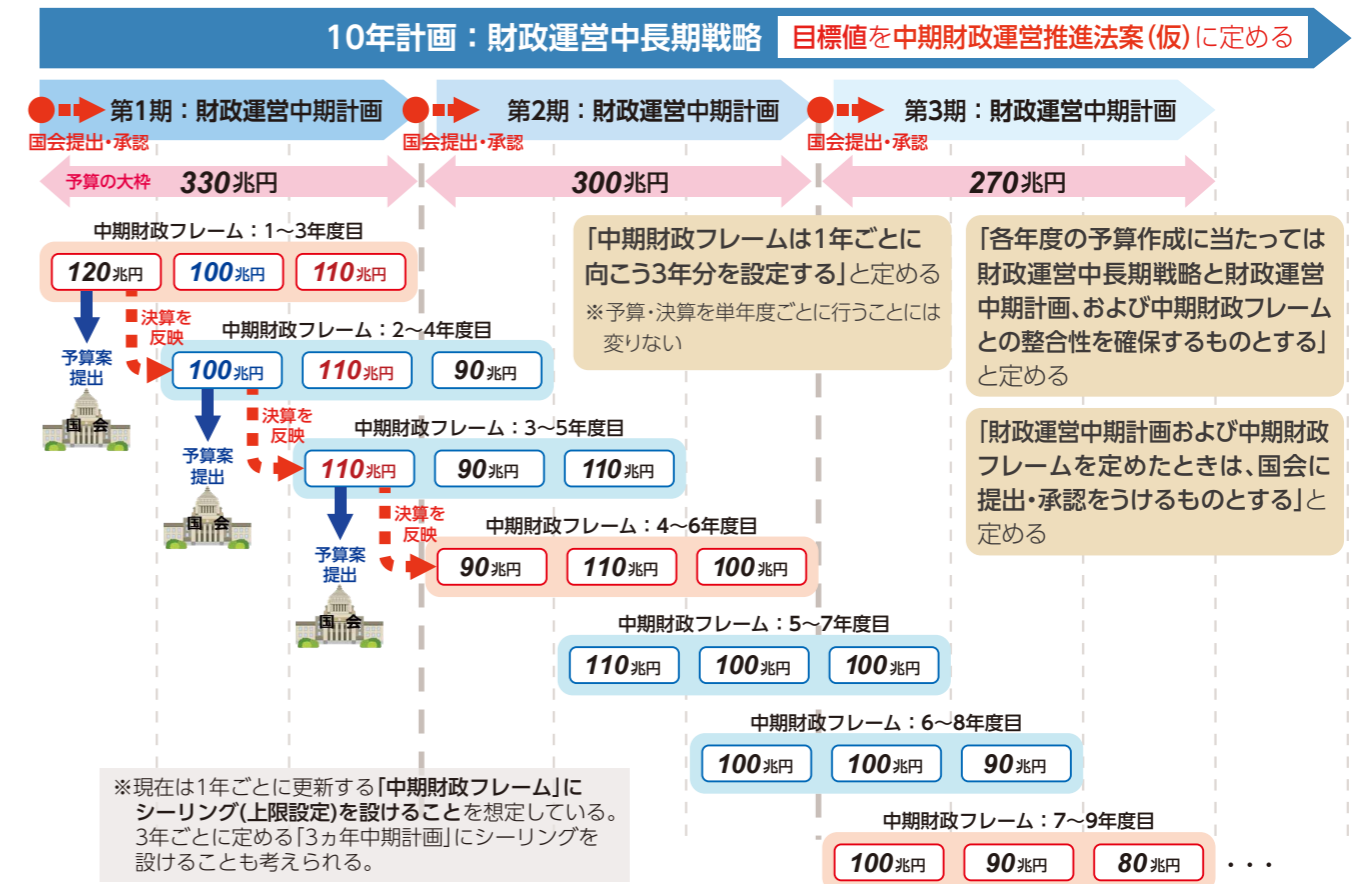 10年計画：財政運営中長期戦略 目標値を中期財政運営推進法案(仮)に定める
第1期：財政運営中期計画
国会提出・承認
第2期：財政運営中期計画
国会提出・承認
第3期：財政運営中期計画
国会提出・承認
予算の大枠 330兆円
300兆円
270兆円
中期財政フレーム：1〜3年度目
120兆円 100兆円 110兆円
決算を
反映
予算案
提出
国 会
中期財政フレーム：2〜4年度目
100兆円 110兆円 90兆円
決算を
反映
予算案
提出
国 会
中期財政フレーム：3〜5年度目
110兆円 90兆円 110兆円
決算を
反映
予算案
提出
国 会
中期財政フレーム：4〜6年度目
90兆円 110兆円 100兆円
中期財政フレーム：5〜7年度目
110兆円 100兆円 100兆円
中期財政フレーム：6〜8年度目
100兆円 100兆円 90兆円
中期財政フレーム：7〜9年度目
100兆円 90兆円 80兆円 ・・・
「中期財政フレームは1年ごとに
向こう3年分を設定する」と定める
※予算・決算を単年度ごとに行うことには
変りない
「各年度の予算作成に当たっては
財政運営中長期戦略と財政運営
中期計画、および中期財政フレーム
との整合性を確保するものとする」
と定める
「財政運営中期計画および中期財政
フレームを定めたときは、国会に
提出・承認をうけるものとする」と
定める
※現在は1年ごとに更新する「中期財政フレーム」に
シーリング(上限設定)を設けることを想定している。
3年ごとに定める「3ヵ年中期計画」にシーリングを
設けることも考えられる。